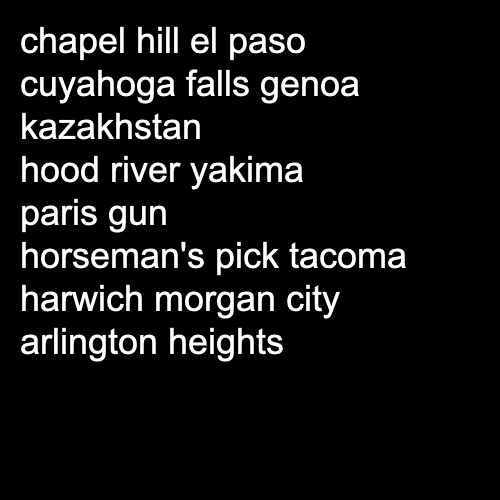 chapel hill el paso
cuyahoga falls genoa
kazakhstan
hood river yakima
paris gun
horseman's pick tacoma
harwich morgan city
arlington heights